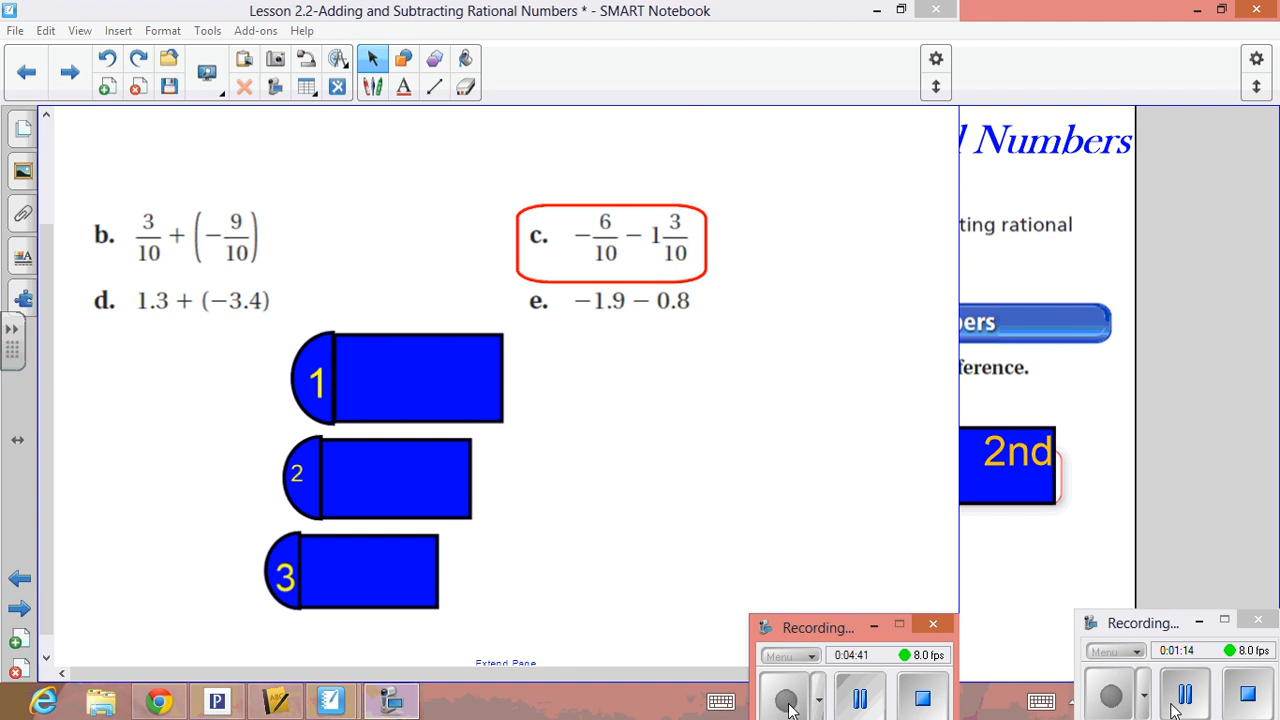 Lesson 2.2-Adding and Subtracting Rational Numbers * - SMART Notebook
File Edit View Insert Format Tools Add-ons Help
l Numbers
ting rational
b. 3/10 + (−9/10)
c. −6/10 − 1 3/10
d. 1.3 + (−3.4)
e. −1.9 − 0.8
bers
ference.
1
2nd
2
3
Extend Page
Recording...
Menu 0:04:41 8.0 fps
Recording...
Menu 0:01:14 8.0 fps